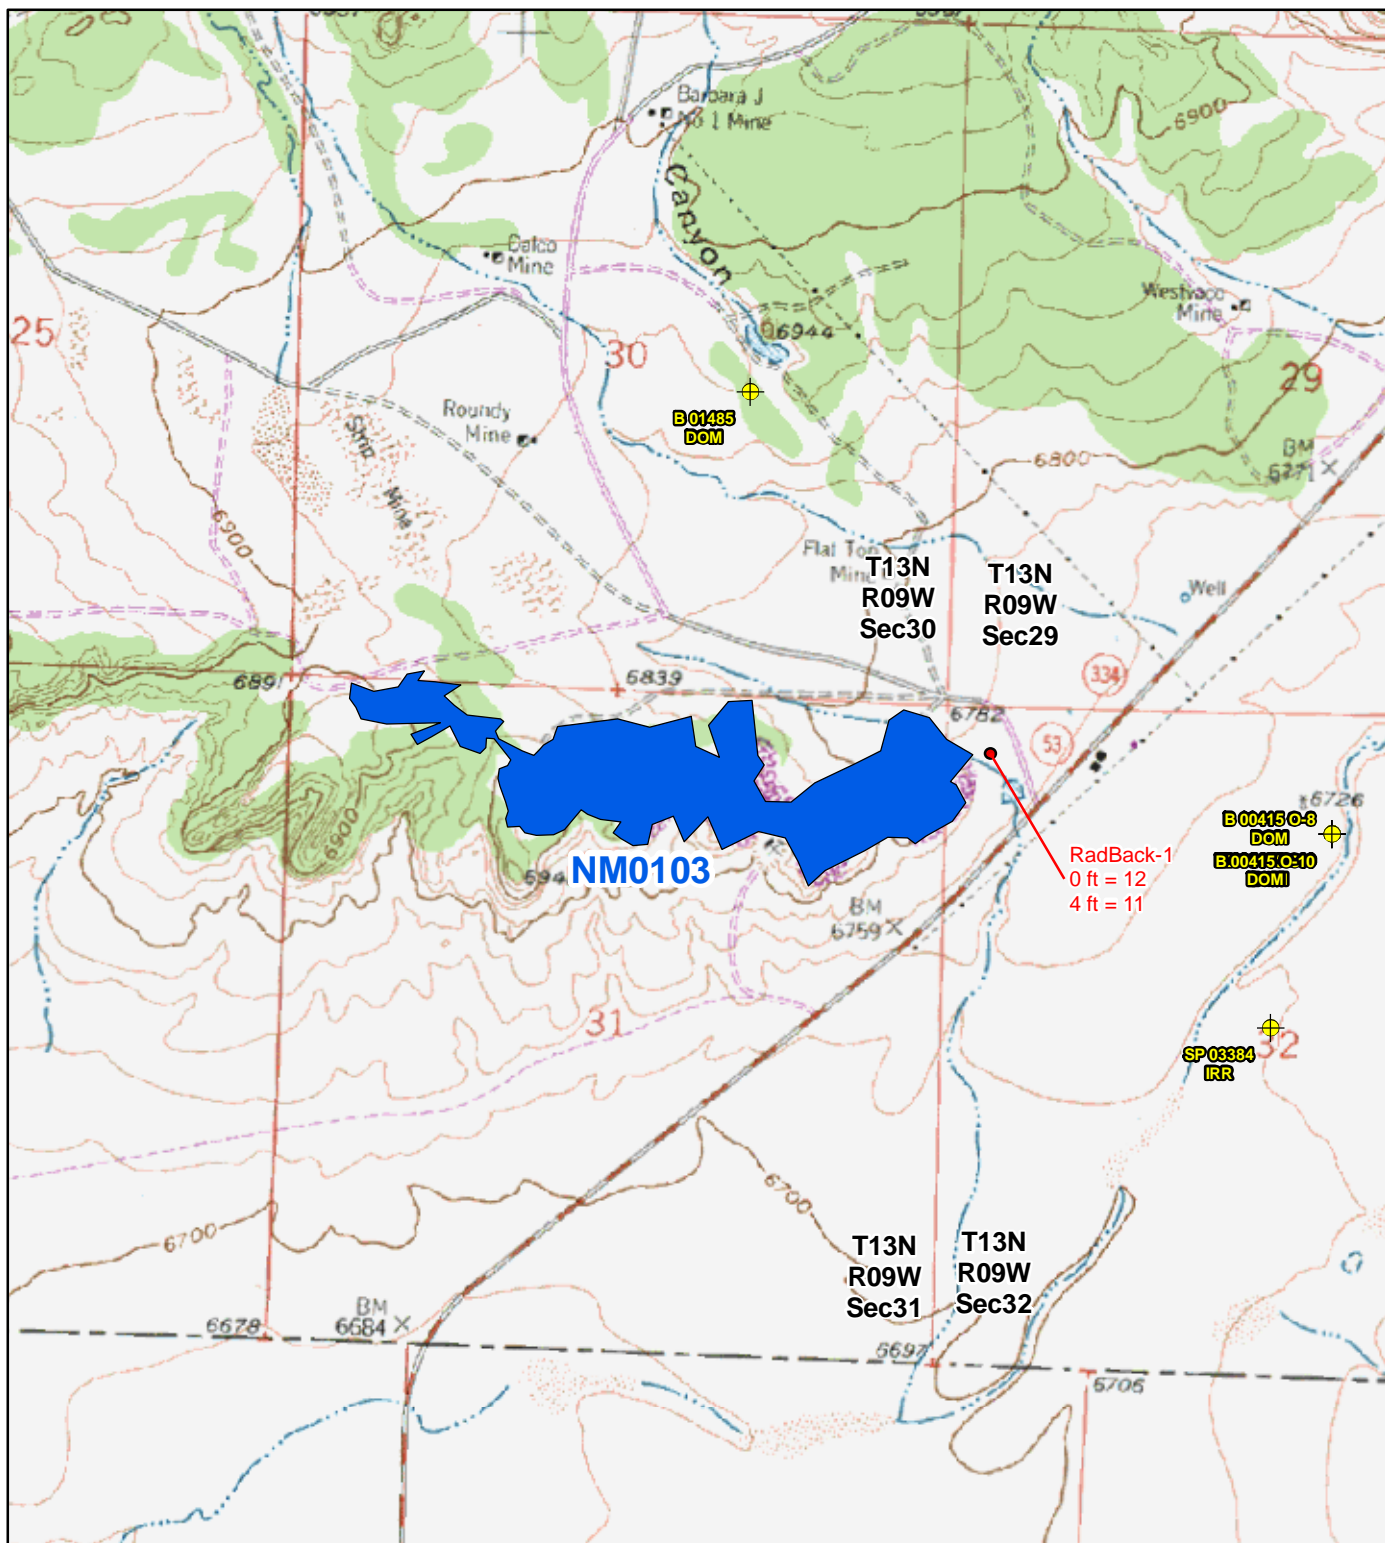 Barbara J
No 1 Mine
6900
Canyon
Dalco
Mine
Westvaco
Mine
25
6944
30
29
Roundy
Mine
B 01485
DOM
Strip
Mine
BM
6771
6800
6900
Flat Top
Mine
T13N
R09W
Sec30
T13N
R09W
Sec29
Well
6891
6839
334
6782
53
6726
B 00415 O-8
DOM
B 00415 O-10
DOM
6900
NM0103
RadBack-1
0 ft = 12
4 ft = 11
BM
6759
31
32
SP 03384
IRR
6700
6700
T13N
R09W
Sec31
T13N
R09W
Sec32
BM
6678
6684
6697
6706